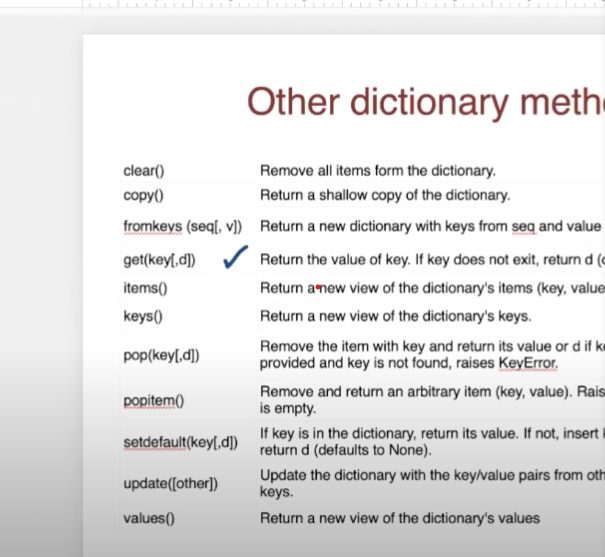 Other dictionary meth
clear() Remove all items form the dictionary.
copy() Return a shallow copy of the dictionary.
fromkeys (seq[, v]) Return a new dictionary with keys from seq and value
get(key[,d]) Return the value of key. If key does not exit, return d (
items() Return a new view of the dictionary's items (key, value
keys() Return a new view of the dictionary's keys.
pop(key[,d]) Remove the item with key and return its value or d if
provided and key is not found, raises KeyError.
popitem() Remove and return an arbitrary item (key, value). Rais
is empty.
setdefault(key[,d]) If key is in the dictionary, return its value. If not, insert
return d (defaults to None).
update([other]) Update the dictionary with the key/value pairs from oth
keys.
values() Return a new view of the dictionary's values